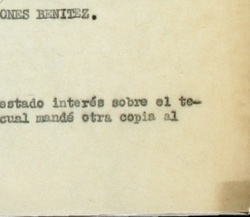 ONES BENITEZ.
estado interés sobre el te-
cual mandé otra copia al